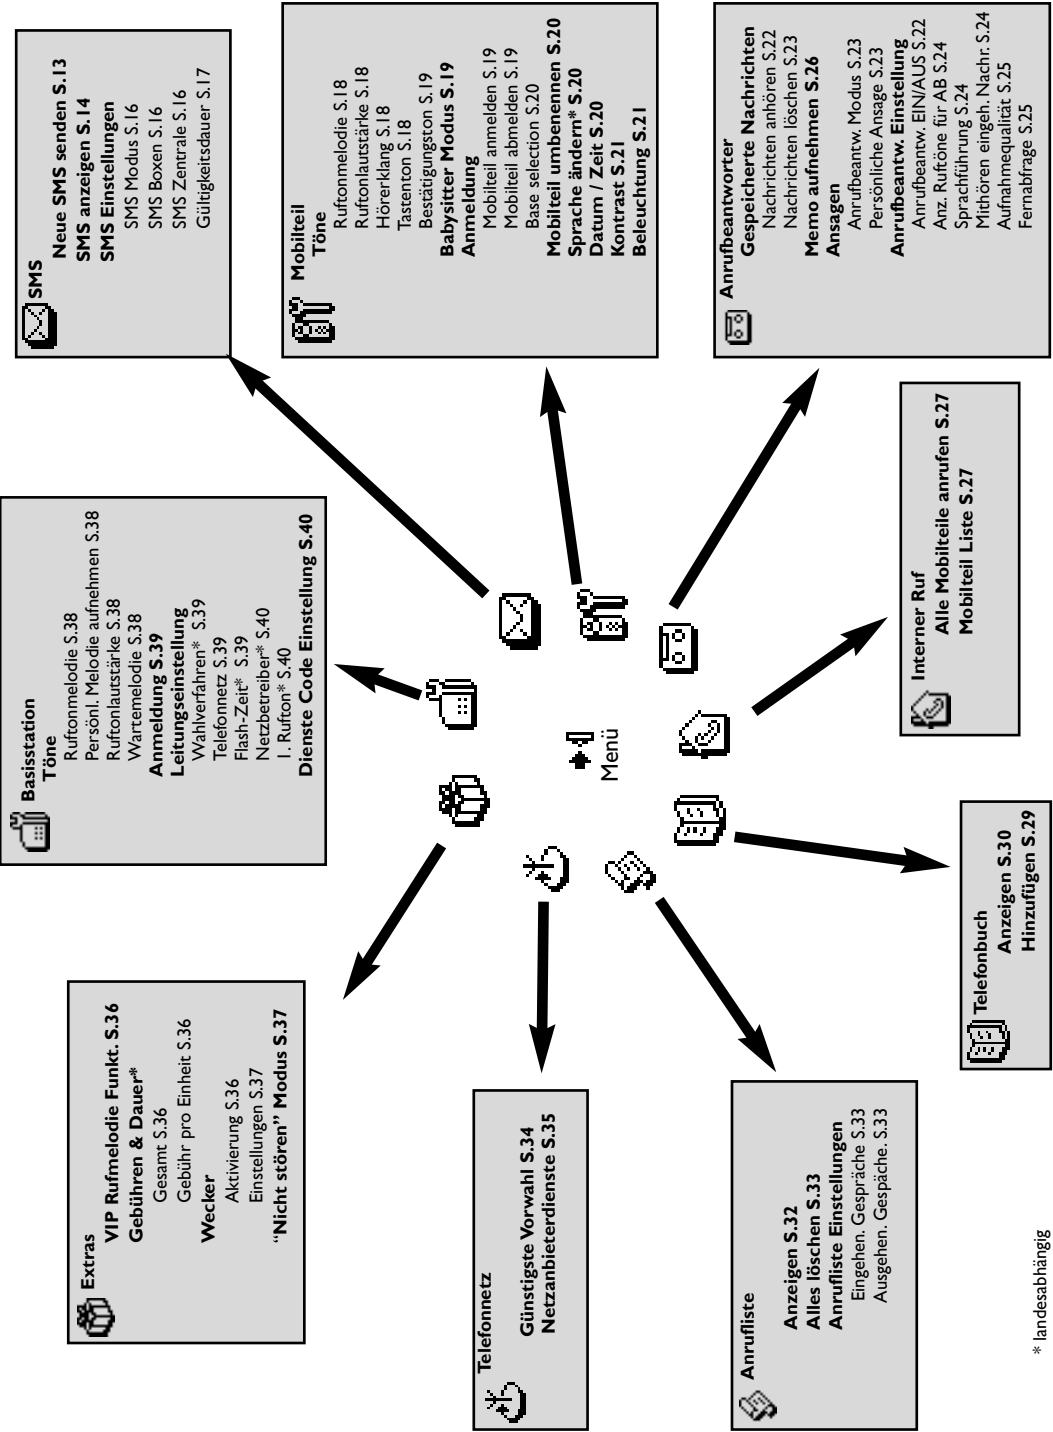 Extras
VIP Rufmelodie Funkt. S.36
Gebühren & Dauer*
Gesamt S.36
Gebühr pro Einheit S.36
Wecker
Aktivierung S.36
Einstellungen S.37
“Nicht stören” Modus S.37
Basisstation
Töne
Ruftonmelodie S.38
Persönl. Melodie aufnehmen S.38
Ruftonlautstärke S.38
Wartemelodie S.38
Anmeldung S.39
Leitungseinstellung
Wahlverfahren* S.39
Telefonnetz S.39
Flash-Zeit* S.39
Netzbetreiber* S.40
1. Rufton* S.40
Dienste Code Einstellung S.40
SMS
Neue SMS senden S.13
SMS anzeigen S.14
SMS Einstellungen
SMS Modus S.16
SMS Boxen S.16
SMS Zentrale S.16
Gültigkeitsdauer S.17
Mobilteil
Töne
Ruftonmelodie S.18
Ruftonlautstärke S.18
Hörerklang S.18
Tastenton S.18
Bestätigungston S.19
Babysitter Modus S.19
Anmeldung
Mobilteil anmelden S.19
Mobilteil abmelden S.19
Base selection S.20
Mobilteil umbenennen S.20
Sprache ändern* S.20
Datum / Zeit S.20
Kontrast S.21
Beleuchtung S.21
Telefonnetz
Günstigste Vorwahl S.34
Netzanbieterdienste S.35
Menü
Anrufliste
Anzeigen S.32
Alles löschen S.33
Anrufliste Einstellungen
Eingehen. Gespräche S.33
Ausgehen. Gespäche. S.33
Telefonbuch
Anzeigen S.30
Hinzufügen S.29
Interner Ruf
Alle Mobilteile anrufen S.27
Mobilteil Liste S.27
Anrufbeantworter
Gespeicherte Nachrichten
Nachrichten anhören S.22
Nachrichten löschen S.23
Memo aufnehmen S.26
Ansagen
Anrufbeantw. Modus S.23
Persönliche Ansage S.23
Anrufbeantw. Einstellung
Anrufbeantw. EIN/AUS S.22
Anz. Ruftöne für AB S.24
Sprachführung S.24
Mithören eingeh. Nachr. S.24
Aufnahmequalität S.25
Fernabfrage S.25
* landesabhängig